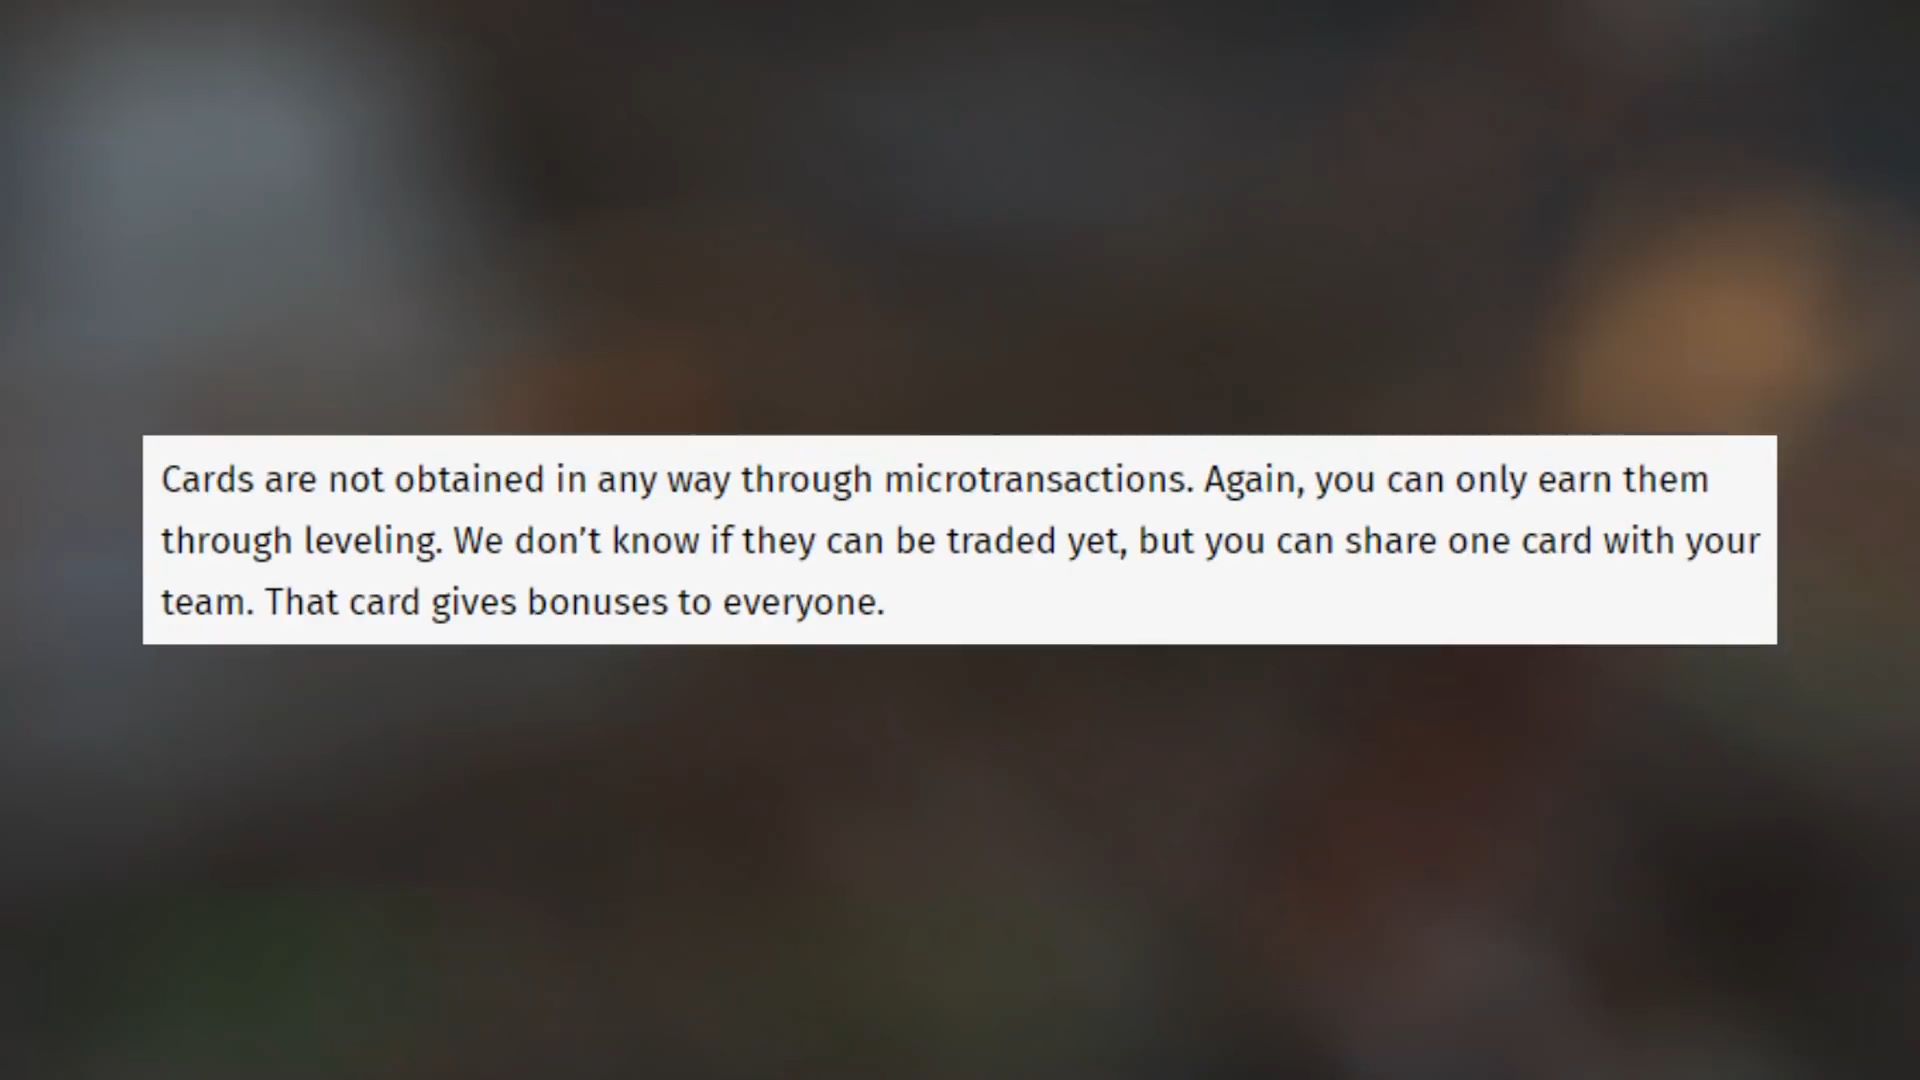 Cards are not obtained in any way through microtransactions. Again, you can only earn them
through leveling. We don’t know if they can be traded yet, but you can share one card with your
team. That card gives bonuses to everyone.